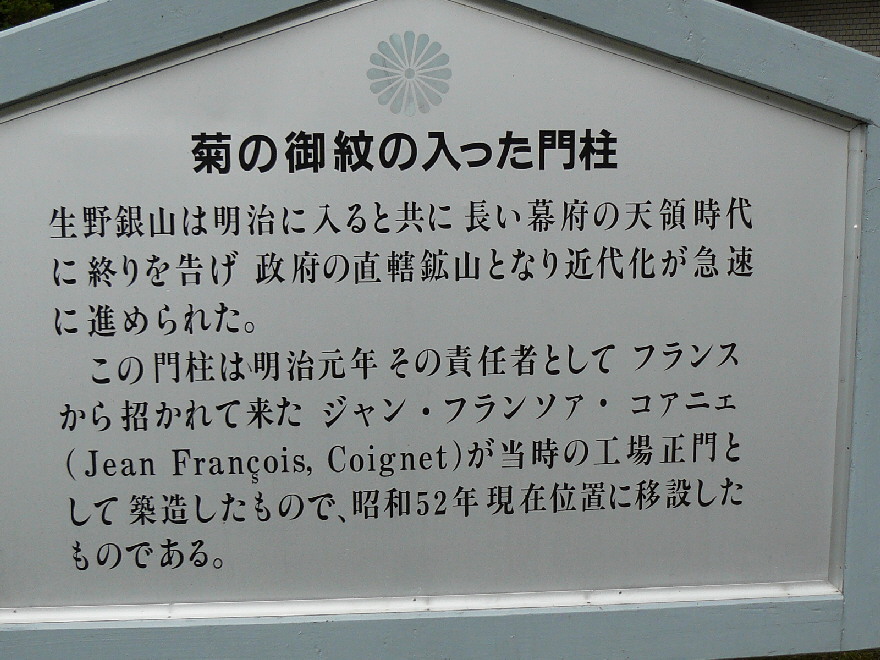 菊の御紋の入った門柱
生野銀山は明治に入ると共に 長い幕府の天領時代
に終りを告げ 政府の直轄鉱山となり近代化が急速
に進められた。
この門柱は明治元年 その責任者として フランス
から招かれて来た ジャン・フランソァ・コアニェ
(Jean François, Coignet)が当時の工場正門と
して築造したもので、昭和52年現在位置に移設した
ものである。